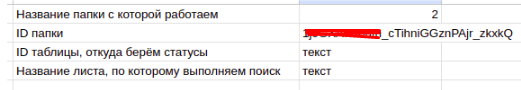 Название папки с которой работаем 2
ID папки _cTihniGGznPAjr_zkxkQ
ID таблицы, откуда берём статусы текст
Название листа, по которому выполняем поиск текст